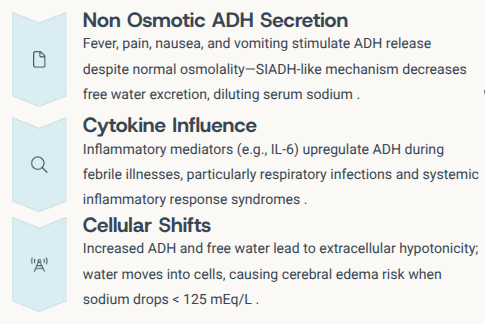 Non Osmotic ADH Secretion
Fever, pain, nausea, and vomiting stimulate ADH release
despite normal osmolality—SIADH-like mechanism decreases
free water excretion, diluting serum sodium .
Cytokine Influence
Inflammatory mediators (e.g., IL-6) upregulate ADH during
febrile illnesses, particularly respiratory infections and systemic
inflammatory response syndromes .
Cellular Shifts
Increased ADH and free water lead to extracellular hypotonicity;
water moves into cells, causing cerebral edema risk when
sodium drops < 125 mEq/L .